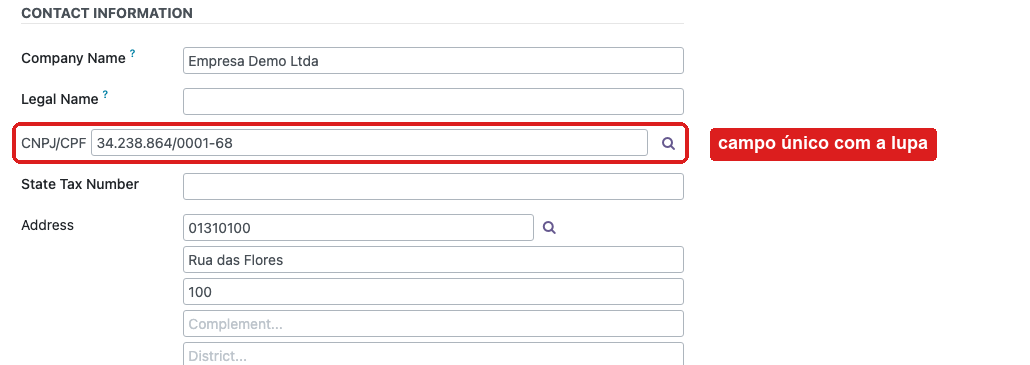 CONTACT INFORMATION
Company Name ? Empresa Demo Ltda
Legal Name ?
CNPJ/CPF 34.238.864/0001-68 campo único com a lupa
State Tax Number
Address 01310100
Rua das Flores
100
Complement...
District...